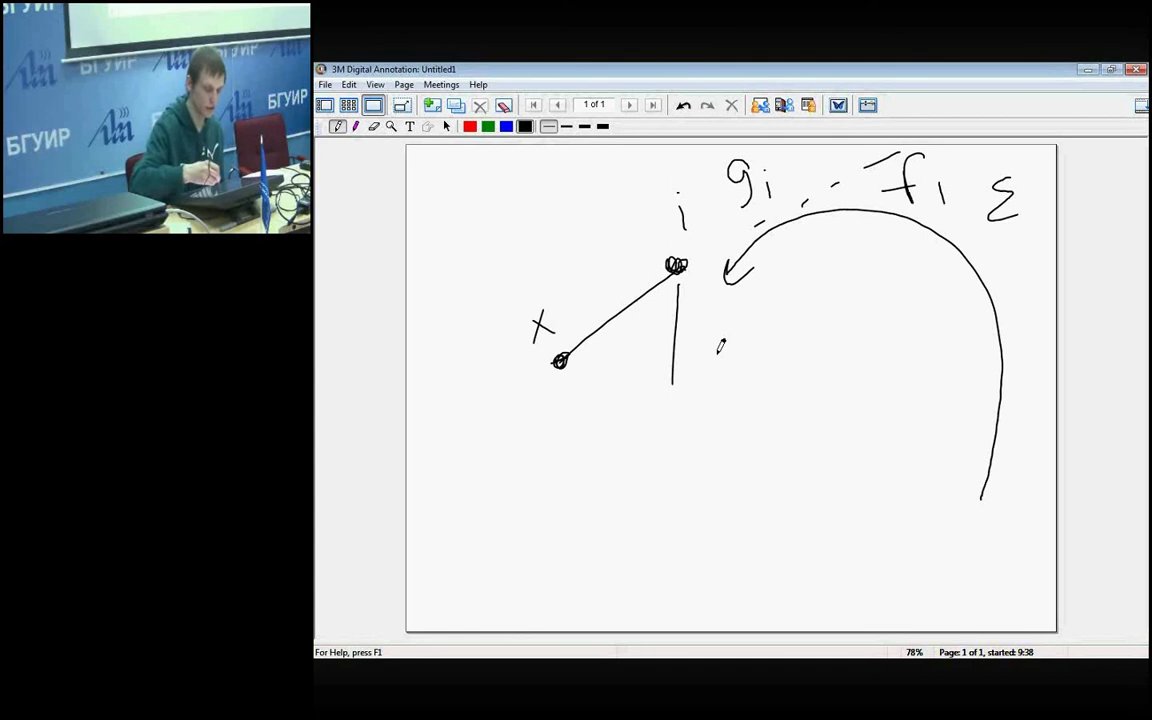 БГУИР
БГУИР
БГУИР
3M Digital Annotation: Untitled1
File Edit View Page Meetings Help
1 of 1
T
g i f 1 Σ
i
x
For Help, press F1
78% Page: 1 of 1, started: 9:38